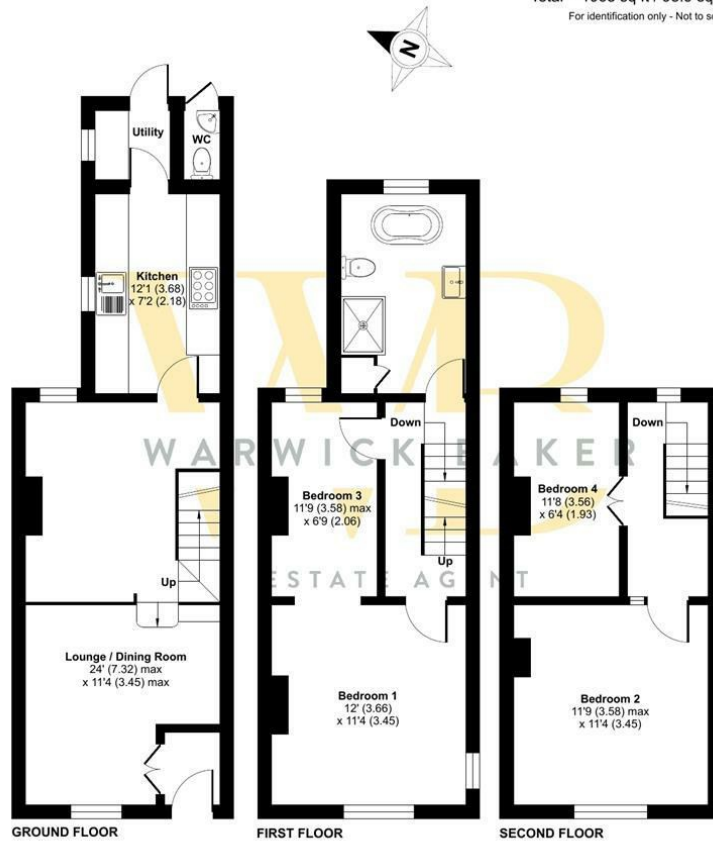 For identification only - Not to
N
Utility
WC
Kitchen
12'1 (3.68)
x 7'2 (2.18)
WR
WARWICK BAKER
ESTATE AGENT
Up
Lounge / Dining Room
24' (7.32) max
x 11'4 (3.45) max
GROUND FLOOR
Down
Bedroom 3
11'9 (3.58) max
x 6'9 (2.06)
Up
Bedroom 1
12' (3.66)
x 11'4 (3.45)
FIRST FLOOR
Down
Bedroom 4
11'8 (3.56)
x 6'4 (1.93)
Bedroom 2
11'9 (3.58) max
x 11'4 (3.45)
SECOND FLOOR